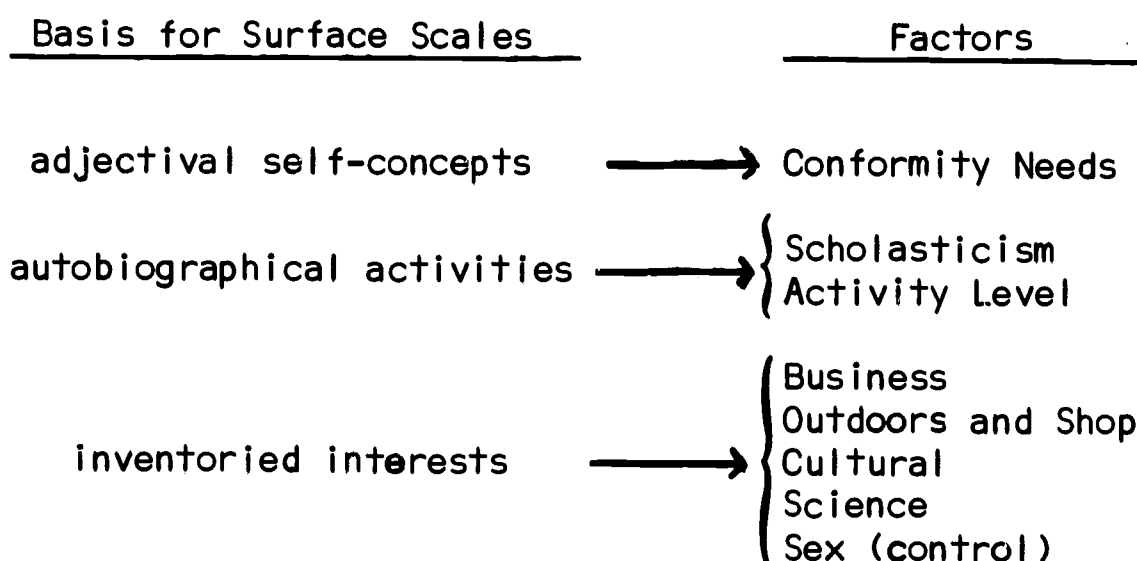 Basis for Surface Scales Factors
adjectival self-concepts Conformity Needs
autobiographical activities Scholasticism
Activity Level
inventoried interests Business
Outdoors and Shop
Cultural
Science
Sex (control)